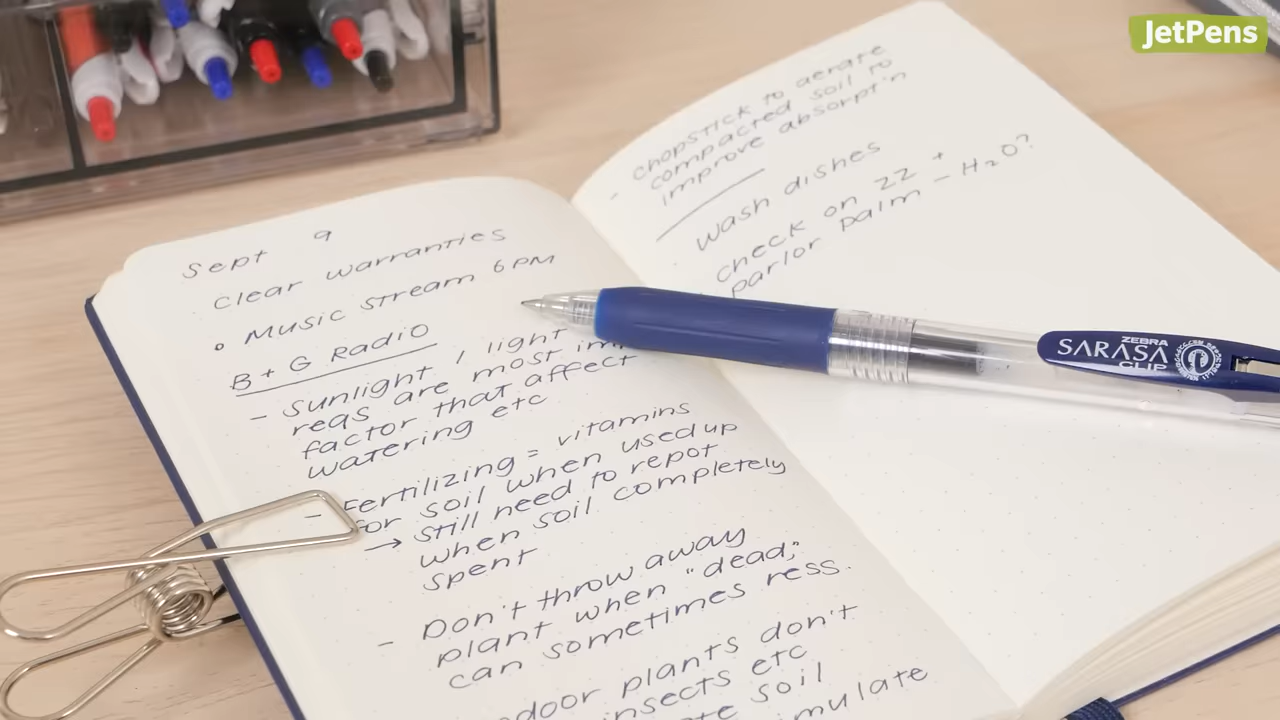 Sept 9
clear warranties
Music Stream 6PM
B + G Radio
- Sunlight / light
reqs are most
factor that affect
watering etc
- Fertilizing = vitamins
for soil when used up
→ still need to repot
when soil completely
spent
- Don't throw away
plant when "dead,"
can sometimes ress.
plants don't
insects etc
soil
- chopstick to aerate
compacted soil to
improve absorpt'n
wash dishes
check on ZZ +
parlor palm - H₂O?
ZEBRA
SARASA
CLIP
JetPens